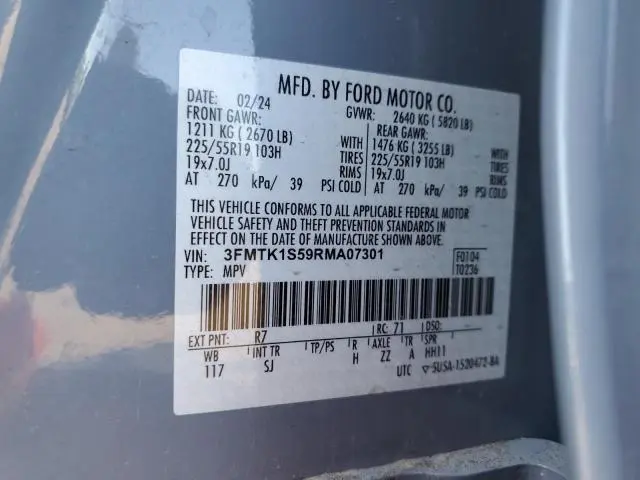 MFD. BY FORD MOTOR CO.
DATE: 02/24 GVWR: 2640 KG ( 5820 LB)
FRONT GAWR: REAR GAWR:
1211 KG ( 2670 LB) WITH 1476 KG ( 3255 LB) WITH
225/55R19 103H TIRES 225/55R19 103H TIRES
19x7.0J RIMS 19x7.0J RIMS
AT 270 kPa/ 39 PSI COLD AT 270 kPa/ 39 PSI COLD
THIS VEHICLE CONFORMS TO ALL APPLICABLE FEDERAL MOTOR
VEHICLE SAFETY AND THEFT PREVENTION STANDARDS IN
EFFECT ON THE DATE OF MANUFACTURE SHOWN ABOVE.
VIN: 3FMTK1S59RMA07301 F0104
TYPE: MPV T0236
EXT PNT: R7 RC: 71 DSO:
WB INT TR TP/PS R AXLE TR SPR
117 SJ H ZZ A HH11
UTC ▽5U5A-1520472-BA